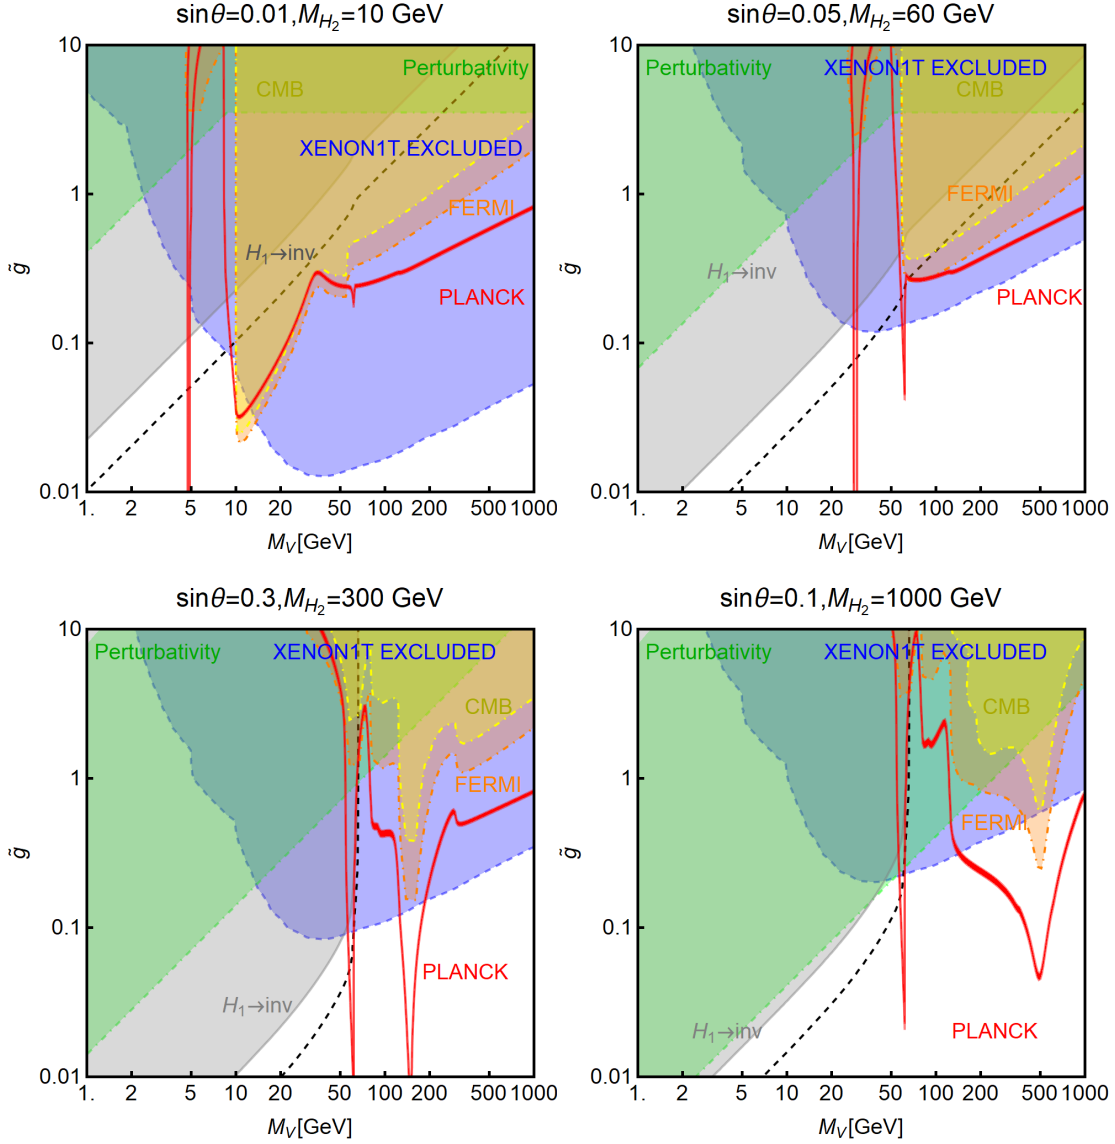 sinθ=0.01,M_{H_2}=10 GeV
10
1
0.1
0.01
g̃
Perturbativity
CMB
XENON1T EXCLUDED
FERMI
H_1→inv
PLANCK
1. 2 5 10 20 50 100 200 500 1000
M_V[GeV]
sinθ=0.05,M_{H_2}=60 GeV
10
1
0.1
0.01
g̃
Perturbativity
XENON1T EXCLUDED
CMB
FERMI
H_1→inv
PLANCK
1. 2 5 10 20 50 100 200 500 1000
M_V[GeV]
sinθ=0.3,M_{H_2}=300 GeV
10
1
0.1
0.01
g̃
Perturbativity
XENON1T EXCLUDED
CMB
FERMI
PLANCK
H_1→inv
1. 2 5 10 20 50 100 200 500 1000
M_V[GeV]
sinθ=0.1,M_{H_2}=1000 GeV
10
1
0.1
0.01
g̃
Perturbativity
XENON1T EXCLUDED
CMB
FERMI
H_1→inv
PLANCK
1. 2 5 10 20 50 100 200 500 1000
M_V[GeV]